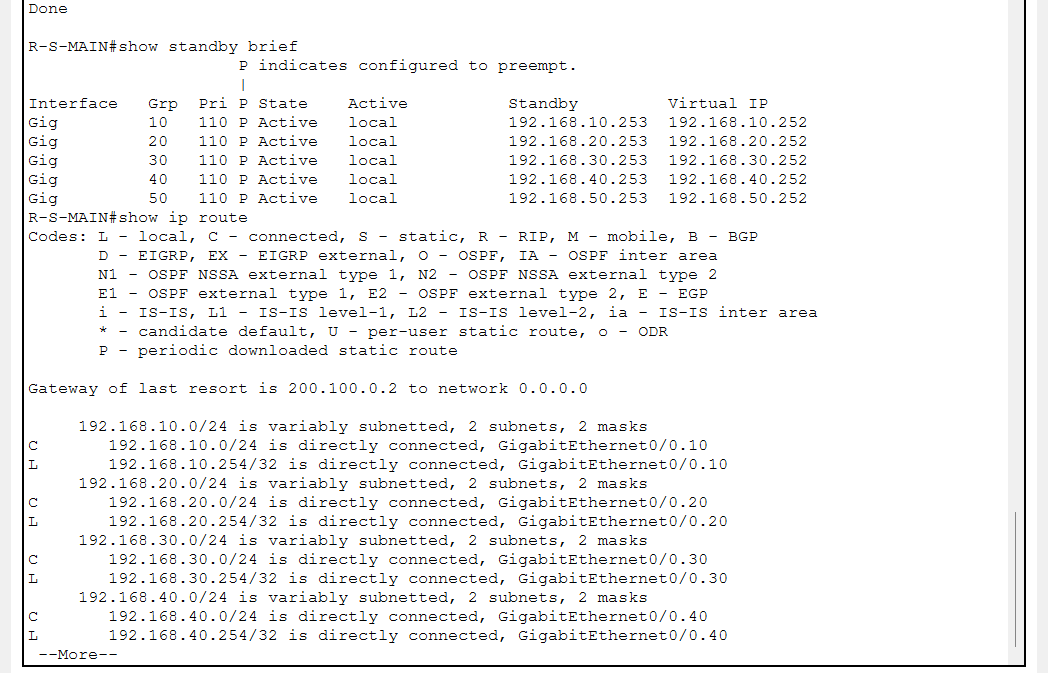 Done
R-S-MAIN#show standby brief
                     P indicates configured to preempt.
                     |
Interface   Grp  Pri P State    Active          Standby         Virtual IP
Gig         10   110 P Active   local           192.168.10.253  192.168.10.252
Gig         20   110 P Active   local           192.168.20.253  192.168.20.252
Gig         30   110 P Active   local           192.168.30.253  192.168.30.252
Gig         40   110 P Active   local           192.168.40.253  192.168.40.252
Gig         50   110 P Active   local           192.168.50.253  192.168.50.252
R-S-MAIN#show ip route
Codes: L - local, C - connected, S - static, R - RIP, M - mobile, B - BGP
       D - EIGRP, EX - EIGRP external, O - OSPF, IA - OSPF inter area
       N1 - OSPF NSSA external type 1, N2 - OSPF NSSA external type 2
       E1 - OSPF external type 1, E2 - OSPF external type 2, E - EGP
       i - IS-IS, L1 - IS-IS level-1, L2 - IS-IS level-2, ia - IS-IS inter area
       * - candidate default, U - per-user static route, o - ODR
       P - periodic downloaded static route
Gateway of last resort is 200.100.0.2 to network 0.0.0.0
     192.168.10.0/24 is variably subnetted, 2 subnets, 2 masks
C       192.168.10.0/24 is directly connected, GigabitEthernet0/0.10
L       192.168.10.254/32 is directly connected, GigabitEthernet0/0.10
     192.168.20.0/24 is variably subnetted, 2 subnets, 2 masks
C       192.168.20.0/24 is directly connected, GigabitEthernet0/0.20
L       192.168.20.254/32 is directly connected, GigabitEthernet0/0.20
     192.168.30.0/24 is variably subnetted, 2 subnets, 2 masks
C       192.168.30.0/24 is directly connected, GigabitEthernet0/0.30
L       192.168.30.254/32 is directly connected, GigabitEthernet0/0.30
     192.168.40.0/24 is variably subnetted, 2 subnets, 2 masks
C       192.168.40.0/24 is directly connected, GigabitEthernet0/0.40
L       192.168.40.254/32 is directly connected, GigabitEthernet0/0.40
 --More--